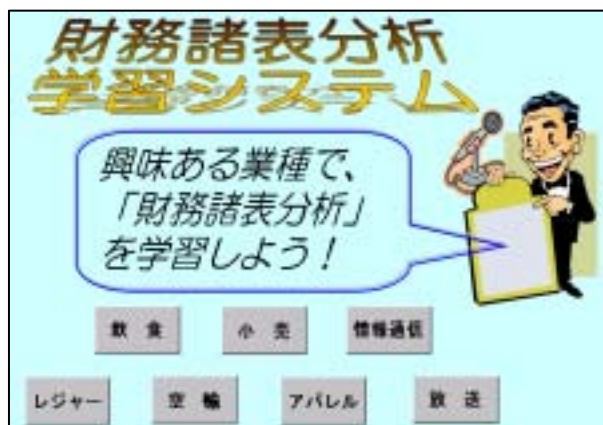 財務諸表分析
学習システム
興味ある業種で、
「財務諸表分析」
を学習しよう！
飲食
小売
情報通信
レジャー
空輸
アパレル
放送